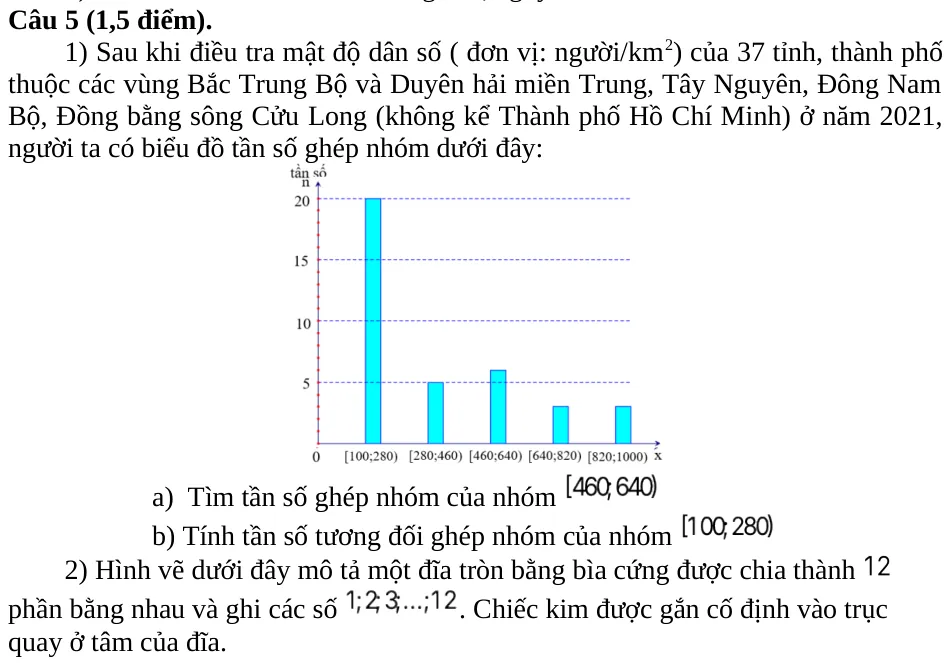 Câu 5 (1,5 điểm).
1) Sau khi điều tra mật độ dân số ( đơn vị: người/km²) của 37 tỉnh, thành phố
thuộc các vùng Bắc Trung Bộ và Duyên hải miền Trung, Tây Nguyên, Đông Nam
Bộ, Đồng bằng sông Cửu Long (không kể Thành phố Hồ Chí Minh) ở năm 2021,
người ta có biểu đồ tần số ghép nhóm dưới đây:
tần số
n
20
15
10
5
0 [100;280) [280;460) [460;640) [640;820) [820;1000) x
a) Tìm tần số ghép nhóm của nhóm [460; 640)
b) Tính tần số tương đối ghép nhóm của nhóm [100; 280)
2) Hình vẽ dưới đây mô tả một đĩa tròn bằng bìa cứng được chia thành 12
phần bằng nhau và ghi các số 1; 2; 3;...;12. Chiếc kim được gắn cố định vào trục
quay ở tâm của đĩa.